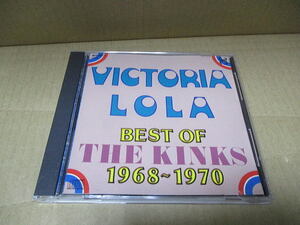 VICTORIA
LOLA
BEST OF
THE KINKS
1968~1970